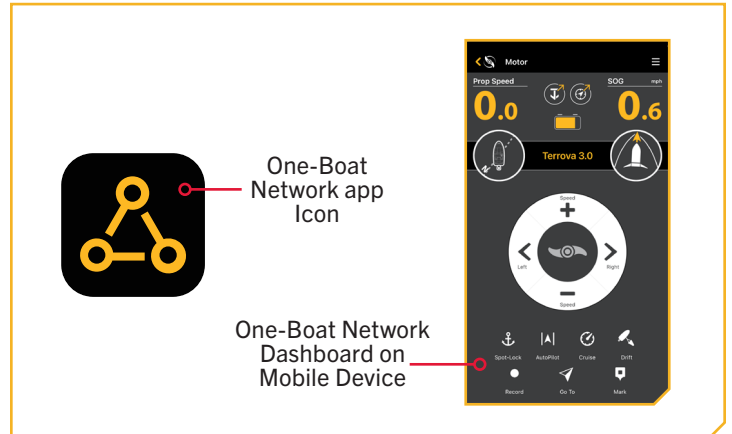 Motor
Prop Speed
SOG
mph
0.0
0.6
N
Terrova 3.0
One-Boat
Network app
Icon
Speed
Left
Right
Speed
One-Boat Network
Dashboard on
Mobile Device
Spot-Lock
AutoPilot
Cruise
Drift
Record
Go To
Mark